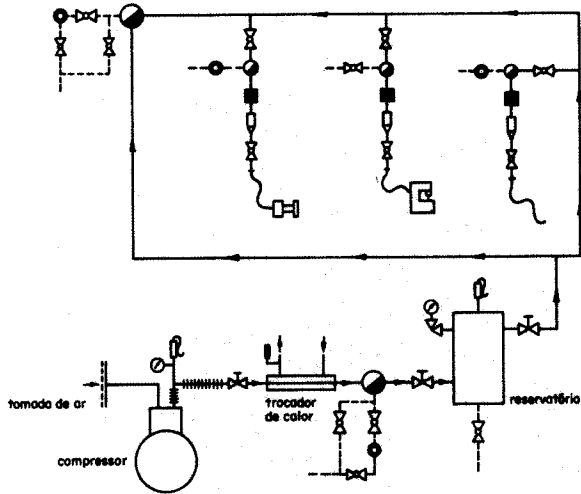 tomada de ar
compressor
trocador
de calor
reservatório